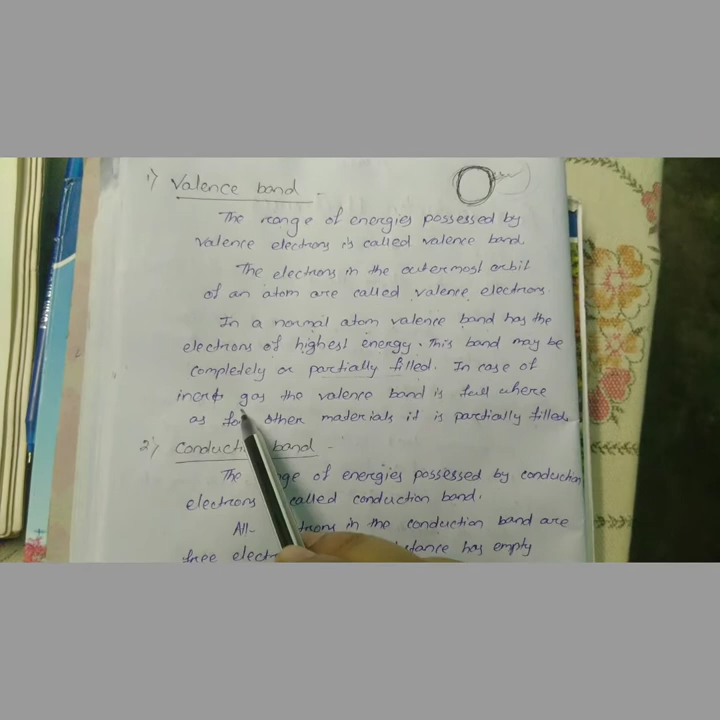 1) Valence band -
The range of energies possessed by
valence electrons is called valence band.
The electrons in the outermost orbit
of an atom are called valence electrons
In a normal atom valence band has the
electrons of highest energy. This band may be
completely or partially filled. In case of
inert gas the valence band is full where
as for other materials it is partially filled
2) Conduction band -
The range of energies possessed by conduction
electrons called conduction band.
All- in the conduction band are
free has empty